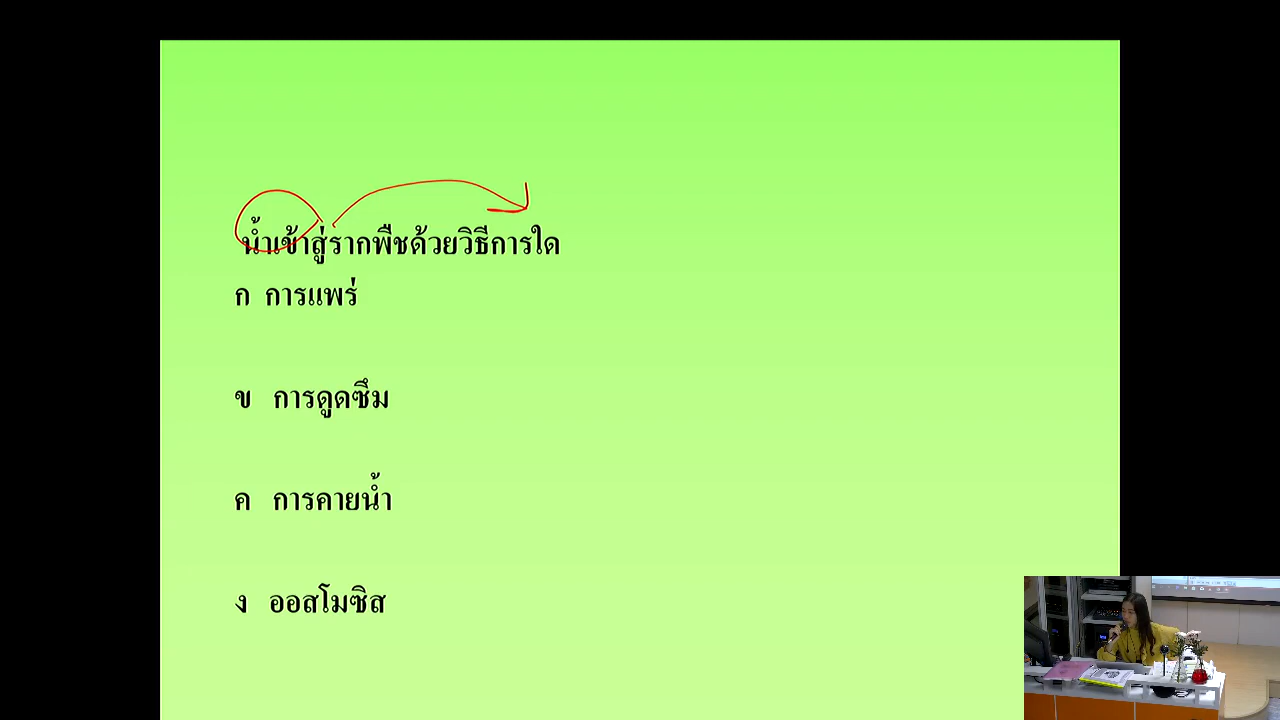 น้ำเข้าสู่รากพืชด้วยวิธีการใด
ก การแพร่
ข การดูดซึม
ค การคายน้ำ
ง ออสโมซิส